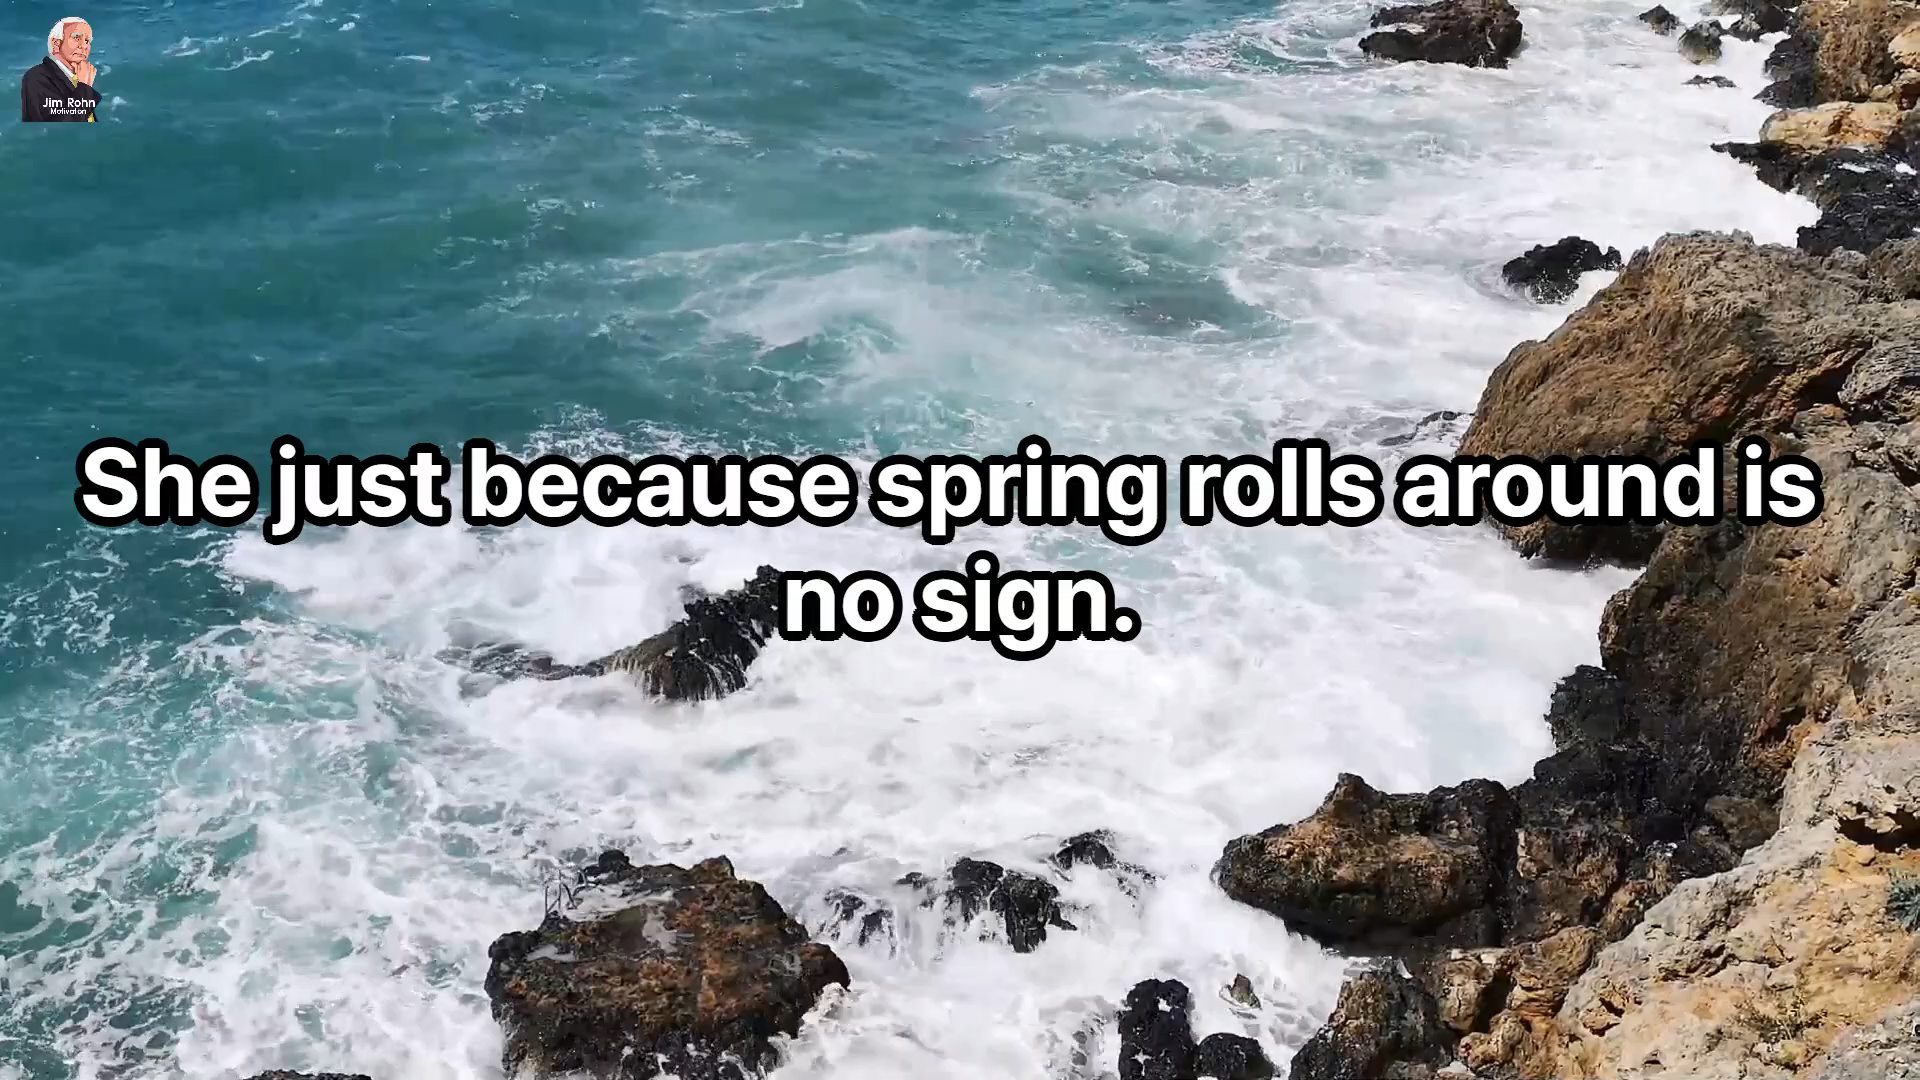 Jim Rohn
Motivation
She just because spring rolls around is
no sign.